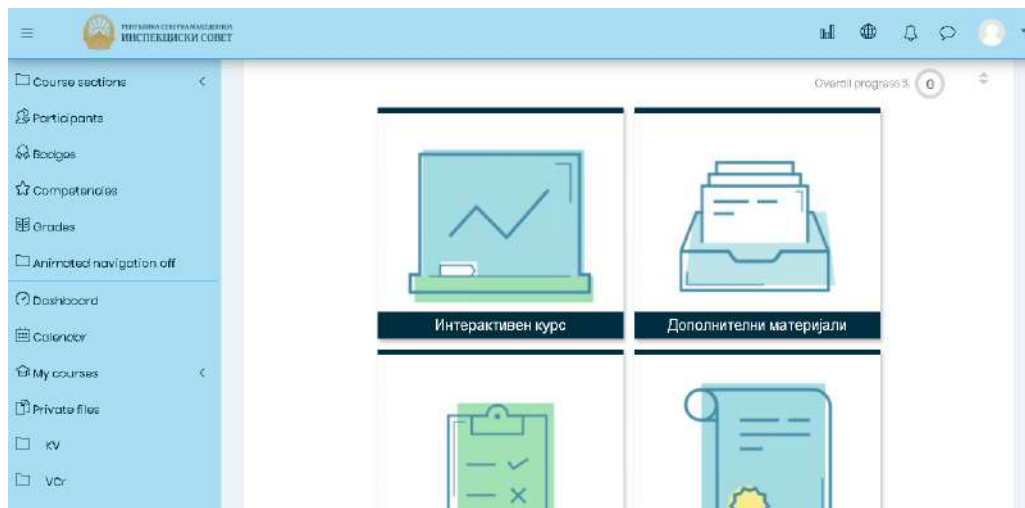 РЕПУБЛИКА СЕВЕРНА МАКЕДОНИЈА
ИНСПЕКЦИСКИ СОВЕТ
Course sections
Overall progress % 0
Participants
Badges
Competencies
Grades
Animated navigation off
Dashboard
Calendar
My courses
Private files
KV
Интерактивен курс
Дополнителни материјали